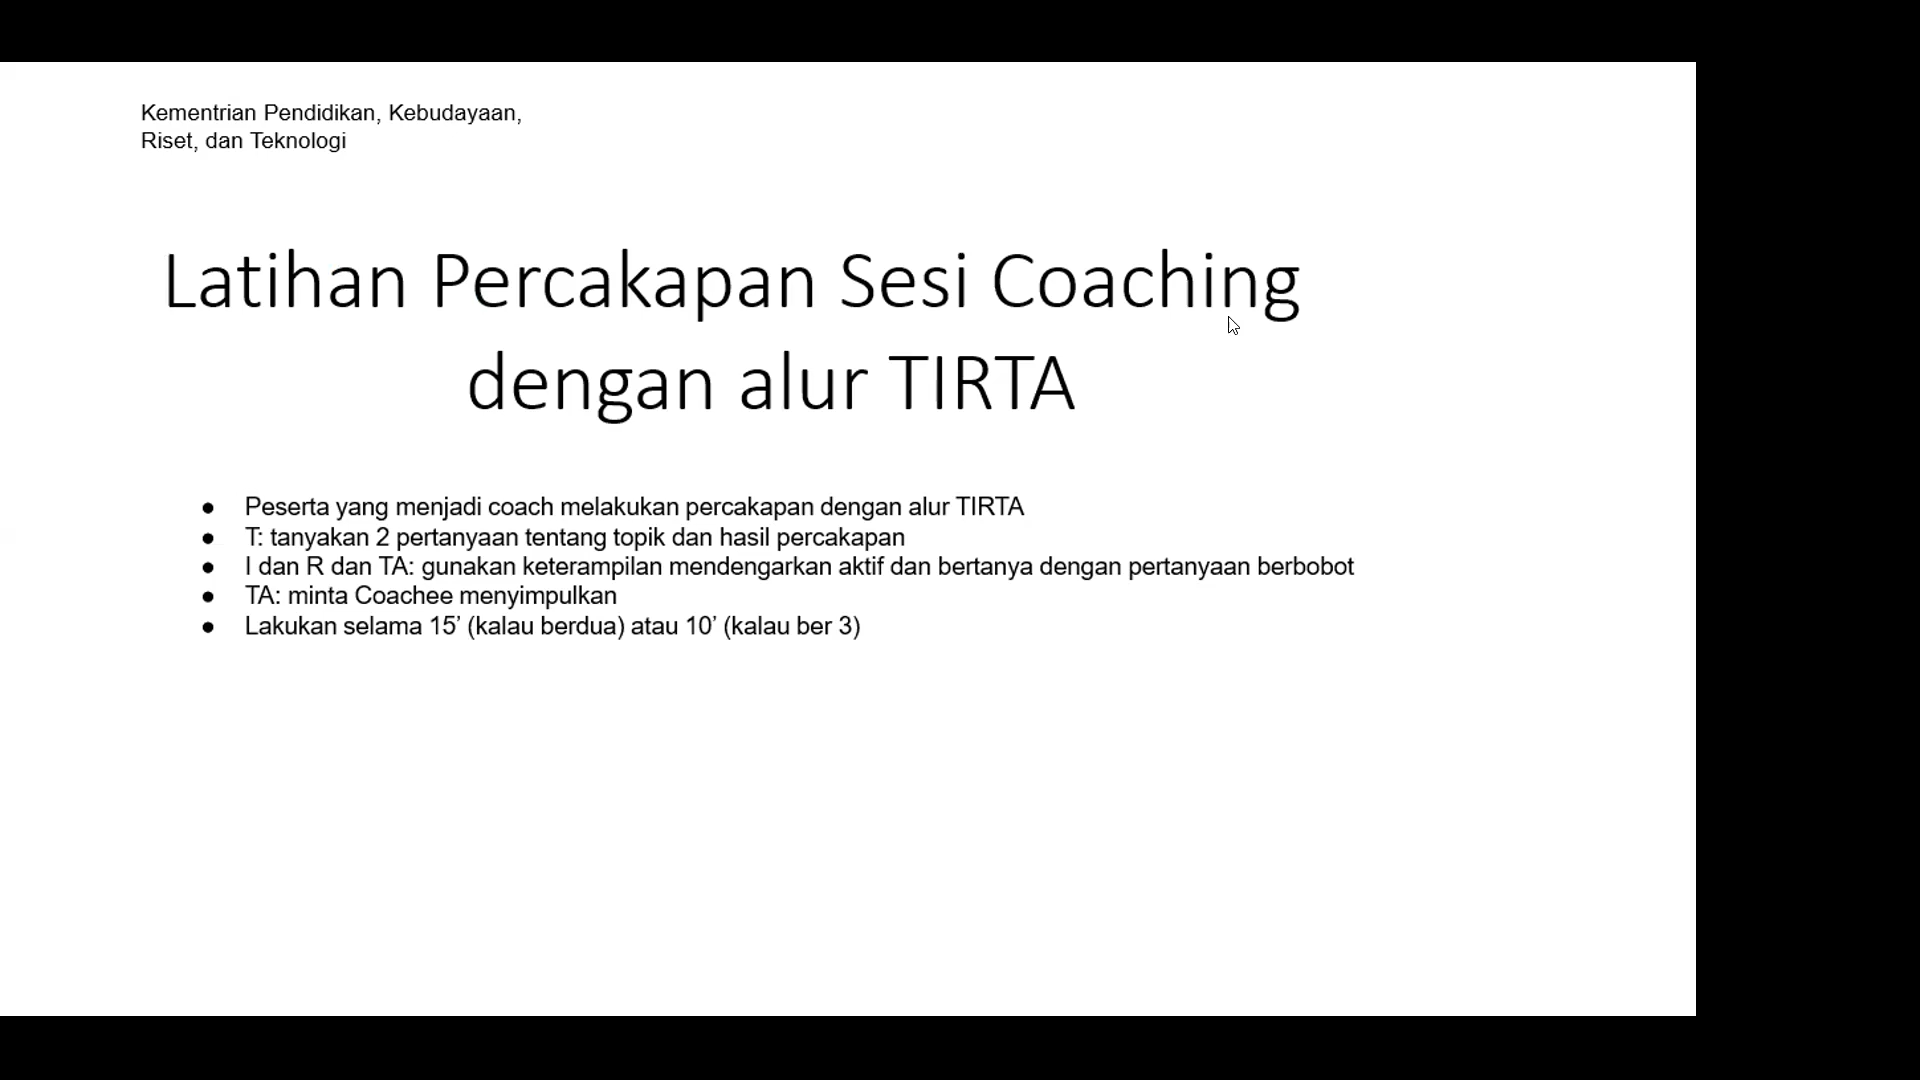 Kementrian Pendidikan, Kebudayaan,
Riset, dan Teknologi
Latihan Percakapan Sesi Coaching
dengan alur TIRTA
● Peserta yang menjadi coach melakukan percakapan dengan alur TIRTA
● T: tanyakan 2 pertanyaan tentang topik dan hasil percakapan
● I dan R dan TA: gunakan keterampilan mendengarkan aktif dan bertanya dengan pertanyaan berbobot
● TA: minta Coachee menyimpulkan
● Lakukan selama 15’ (kalau berdua) atau 10’ (kalau ber 3)